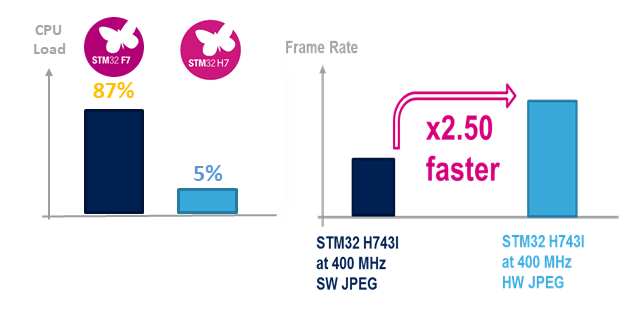 CPU
Load
STM32 F7
STM32 H7
87%
5%
Frame Rate
x2.50
faster
STM32 H743I
at 400 MHz
SW JPEG
STM32 H743I
at 400 MHz
HW JPEG